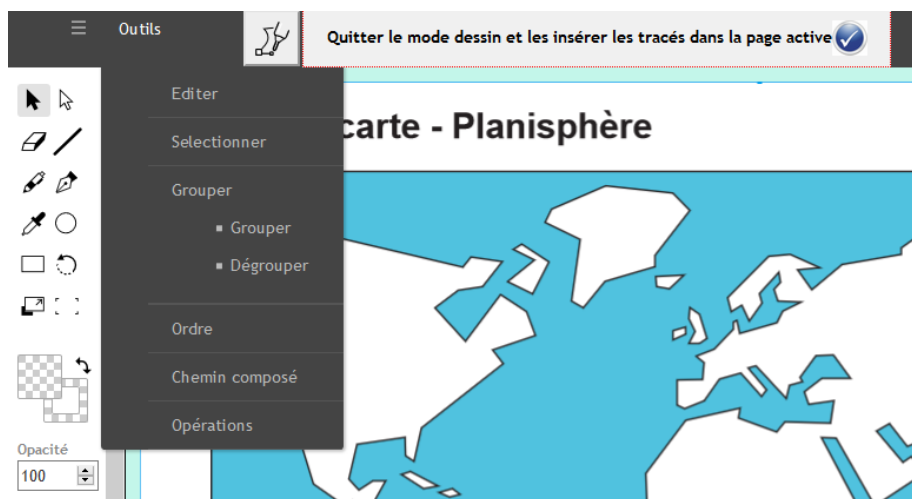 Outils
Quitter le mode dessin et les insérer les tracés dans la page active
Editer
Selectionner
carte - Planisphère
Grouper
Grouper
Dégrouper
Ordre
Chemin composé
Opérations
Opacité
100